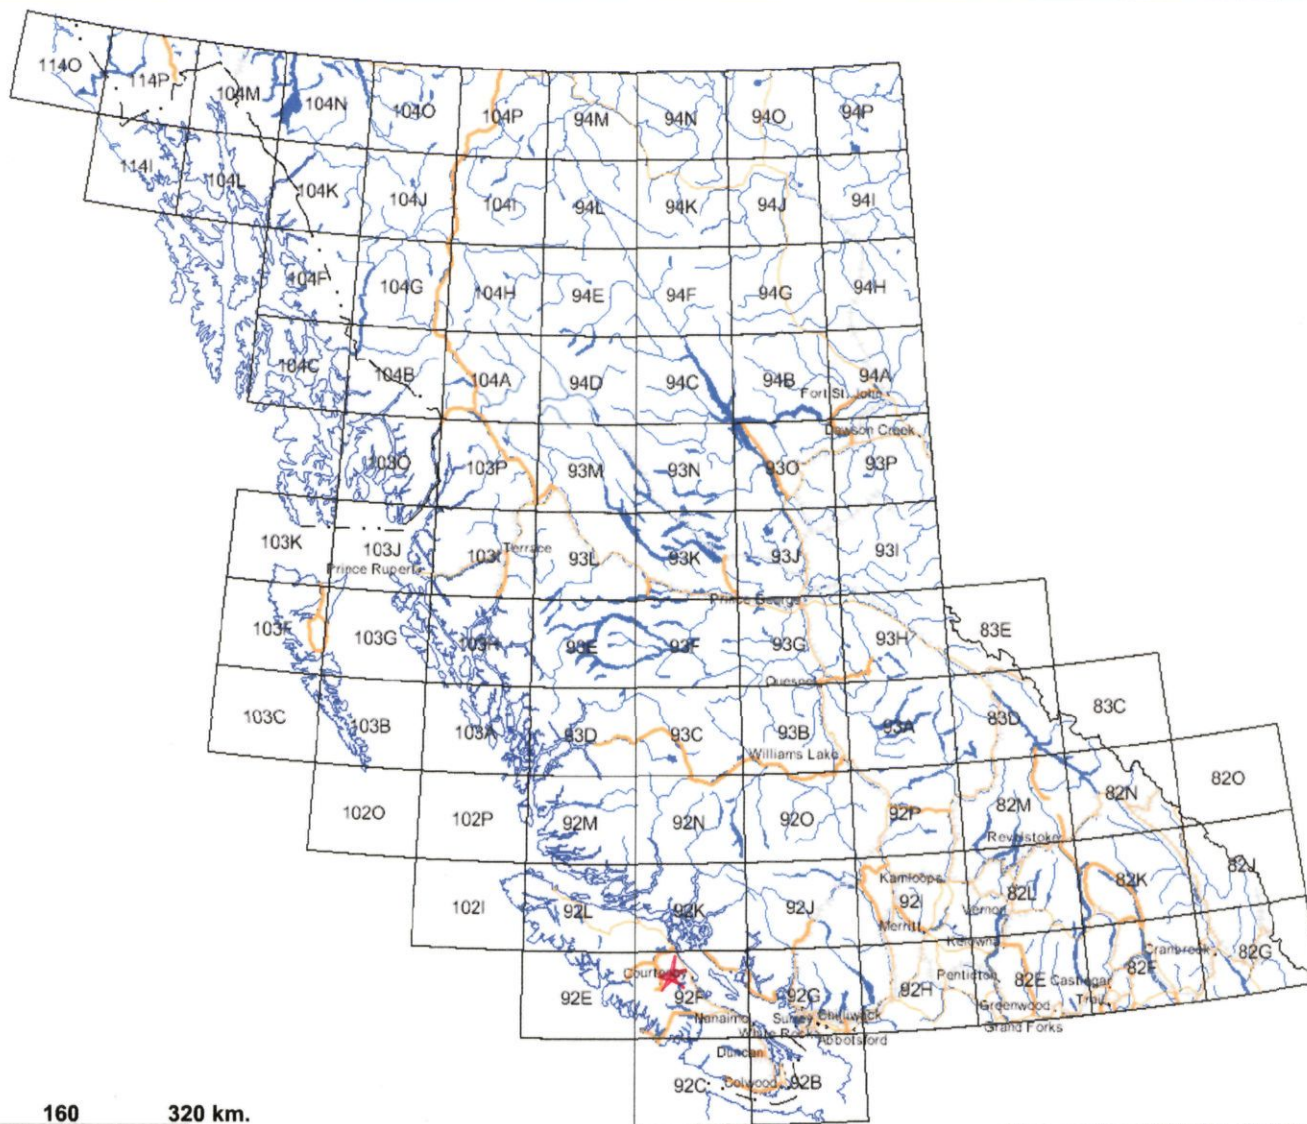 114O 114P 104M 104N 104O 104P 94M 94N 94O 94P
114I 104L 104K 104J 104I 94L 94K 94J 94I
104F 104G 104H 94E 94F 94G 94H
104C 104B 104A 94D 94C 94B 94A
Fort St. John
Dawson Creek
103O 103P 93M 93N 93O 93P
103K 103J 103I Terrace 93L 93K 93J 93I
Prince Rupert
Prince George
103F 103G 103H 93E 93F 93G 93H 83E
Quesnel
103C 103B 103A 93D 93C 93B 93A 83D 83C
Williams Lake
102O 102P 92M 92N 92O 92P 82M 82N 82O
Revelstoke
102I 92L 92K 92J 92I 82L 82K 82J
Kamloops
Vernon
Merritt
Kelowna
Cranbrook
92E 92F 92G 92H 82E 82F 82G
Courtenay
Penticton
Castlegar
Greenwood
Trail
Nanaimo
Surrey
Chilliwack
Grand Forks
White Rock
Abbotsford
Duncan
92C Colwood 92B
160 320 km.